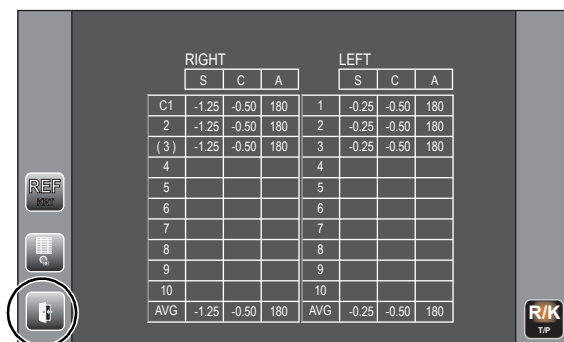 RIGHT LEFT
S C A S C A
C1 -1.25 -0.50 180 1 -0.25 -0.50 180
2 -1.25 -0.50 180 2 -0.25 -0.50 180
(3) -1.25 -0.50 180 3 -0.25 -0.50 180
4 4
5 5
REF
KRT
6 6
7 7
8 8
9 9
10 10
AVG -1.25 -0.50 180 AVG -0.25 -0.50 180
R/K
T/P